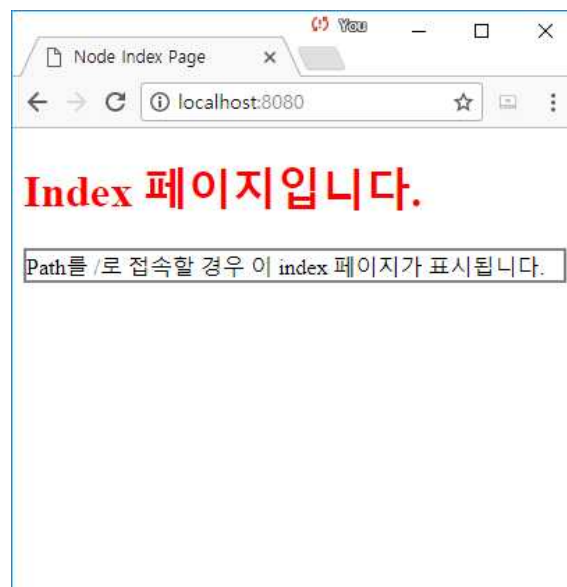 You
Node Index Page
localhost:8080
Index 페이지입니다.
Path를 /로 접속할 경우 이 index 페이지가 표시됩니다.